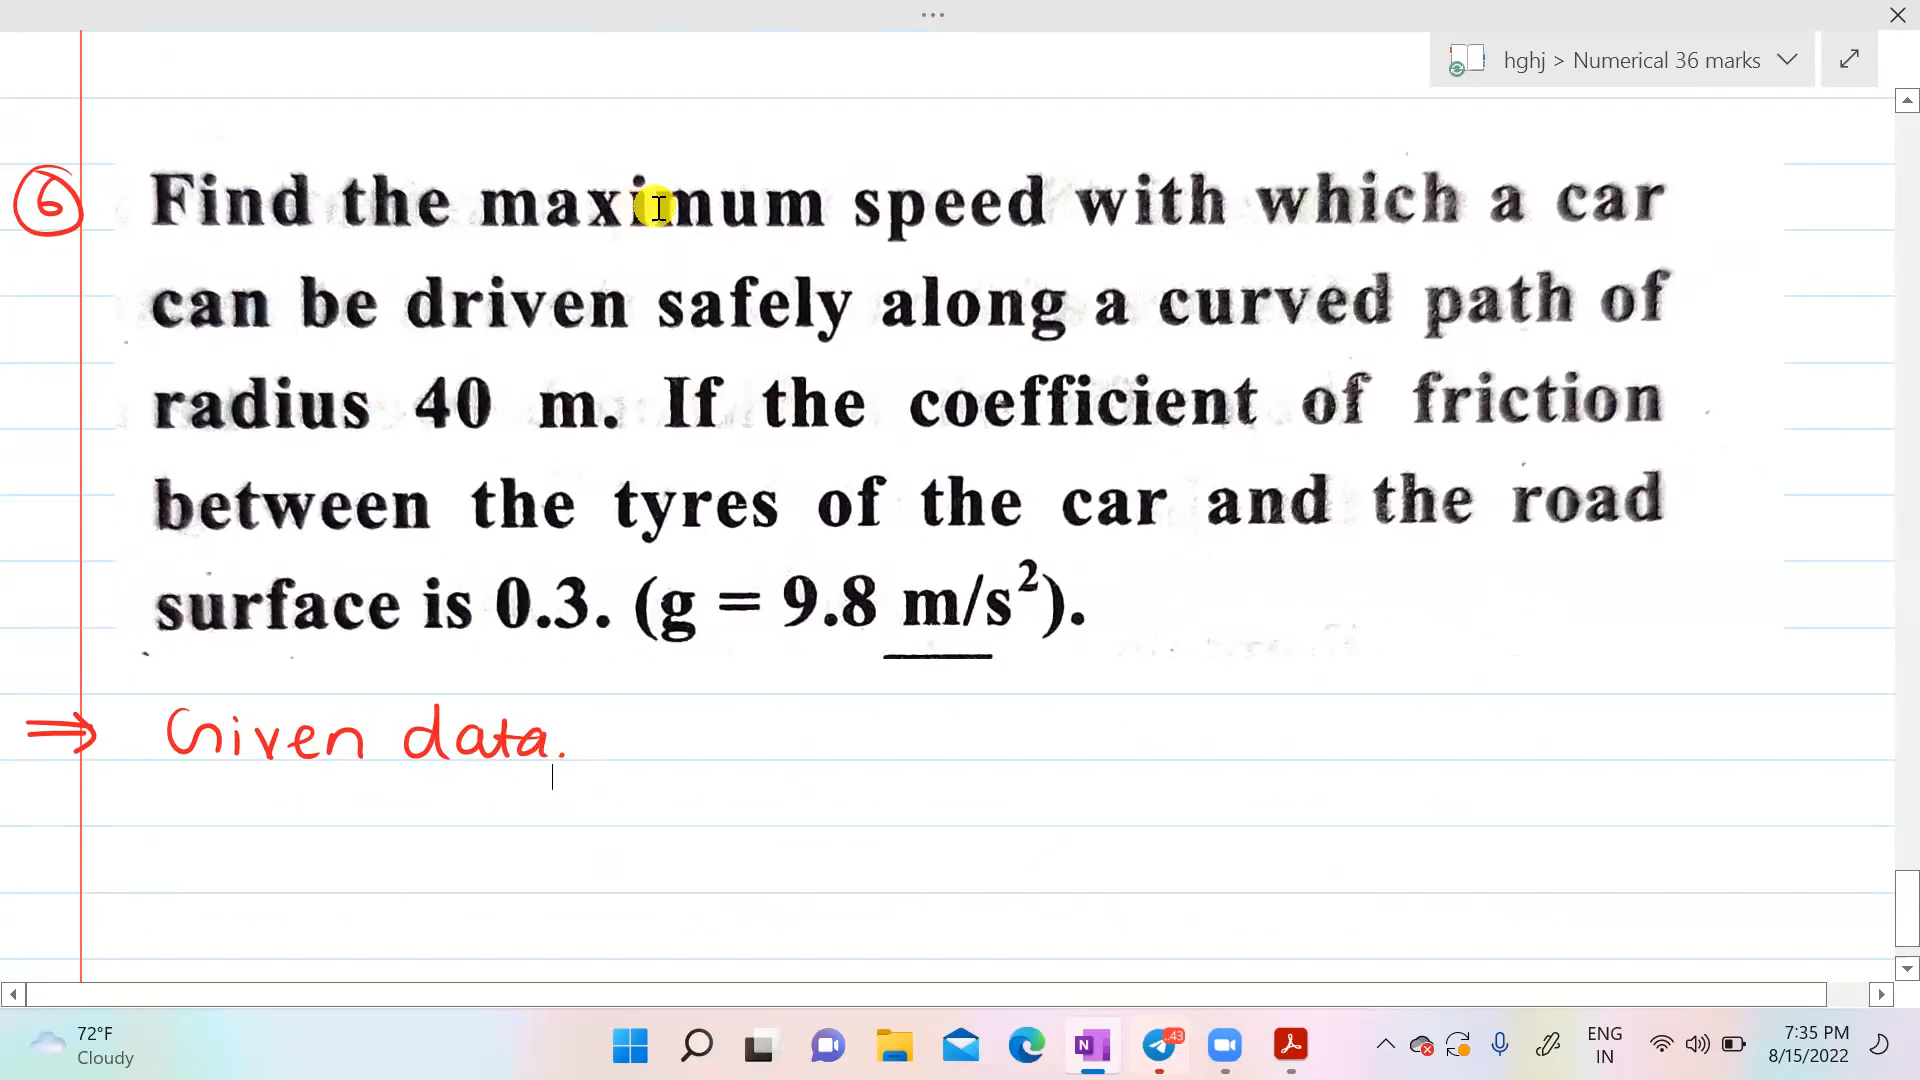 hghj > Numerical 36 marks
6
Find the maximum speed with which a car
can be driven safely along a curved path of
radius 40 m. If the coefficient of friction
between the tyres of the car and the road
surface is 0.3. (g = 9.8 m/s²).
⇒ Given data.
72°F
Cloudy
.43
ENG
IN
7:35 PM
8/15/2022